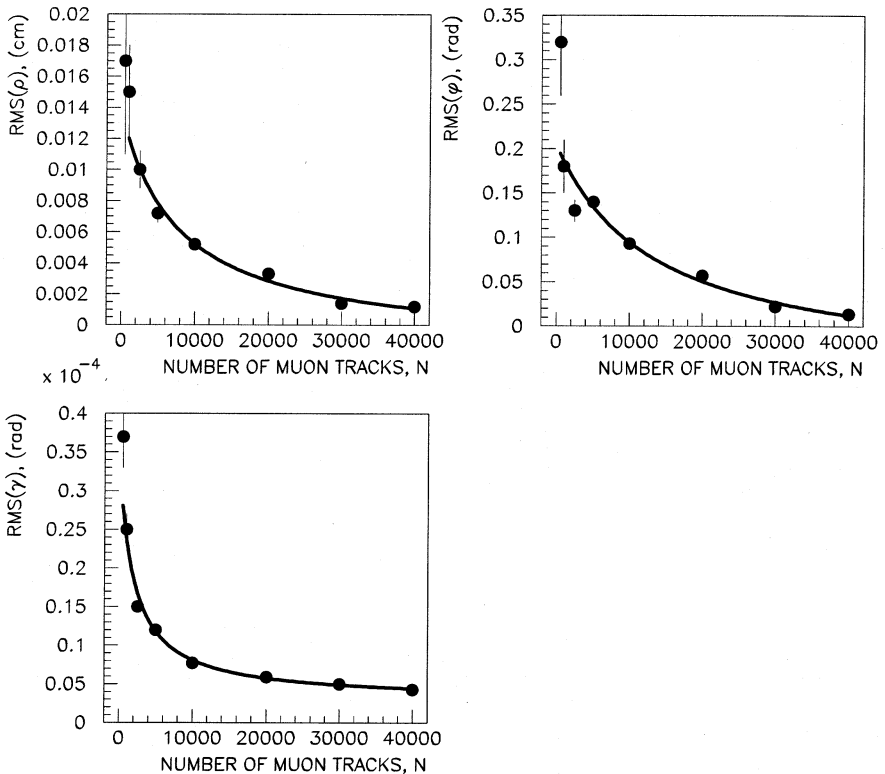 RMS(ρ), (cm)
0.02
0.018
0.016
0.014
0.012
0.01
0.008
0.006
0.004
0.002
0
0 10000 20000 30000 40000
NUMBER OF MUON TRACKS, N
RMS(φ), (rad)
0.35
0.3
0.25
0.2
0.15
0.1
0.05
0
0 10000 20000 30000 40000
NUMBER OF MUON TRACKS, N
x 10⁻⁴
RMS(γ), (rad)
0.4
0.35
0.3
0.25
0.2
0.15
0.1
0.05
0
0 10000 20000 30000 40000
NUMBER OF MUON TRACKS, N